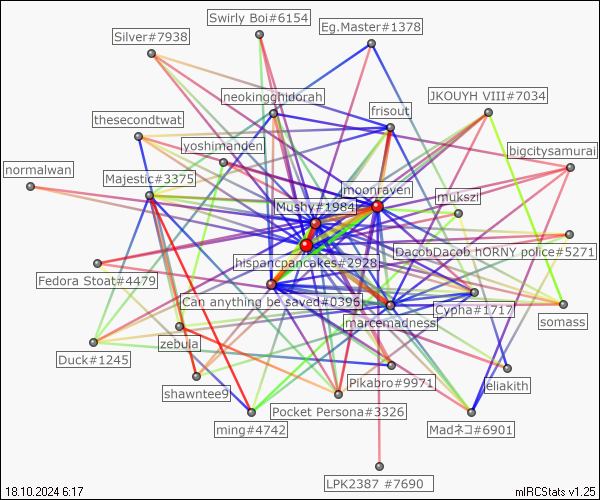 Swirly Boi#6154
Eg.Master#1378
Silver#7938
neokingghidorah
JKOUYH VIII#7034
frisout
thesecondtwat
yoshimanden
bigcitysamurai
normalwan
Majestic#3375
moonraven
mukszi
Mushy#1984
DacobDacob hORNY police#5271
hispancpancakes#2928
Fedora Stoat#4479
Can anything be saved#0396
Cypha#1717
somass
marcemadness
zebula
Duck#1245
Pikabro#9971
eliakith
shawntee9
Pocket Persona#3326
ming#4742
Madネコ#6901
LPK2387 #7690
18.10.2024 6:17
mIRCStats v1.25